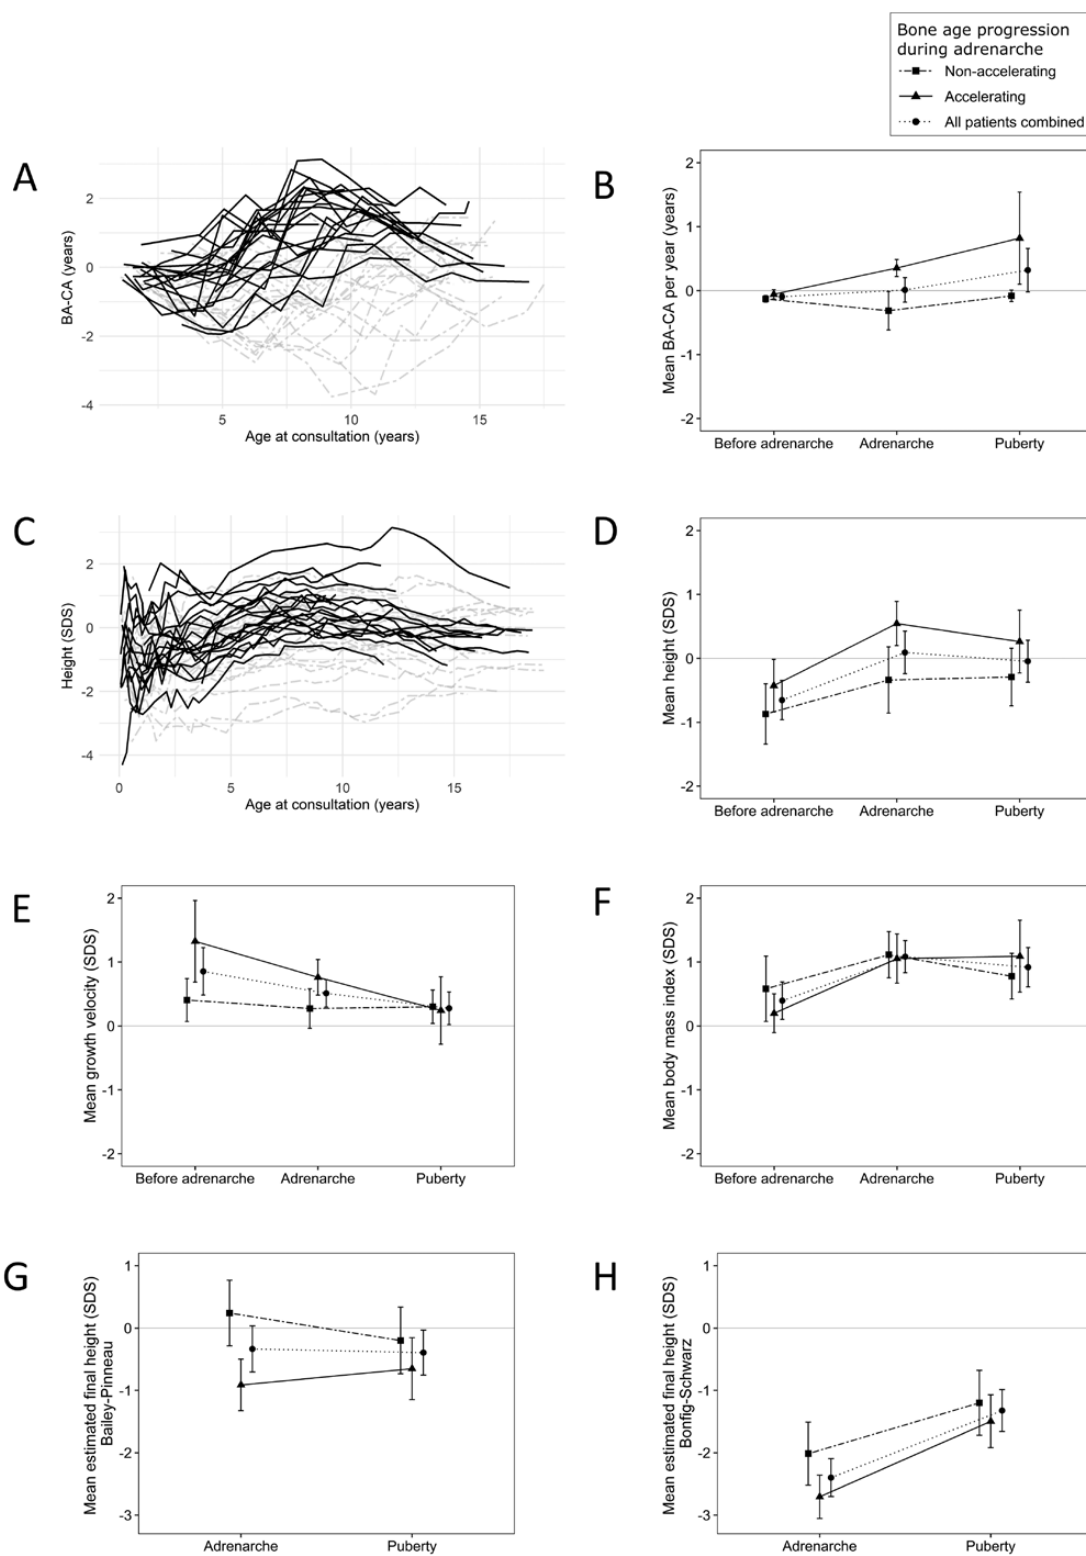 Bone age progression
during adrenarche
Non-accelerating
Accelerating
All patients combined
A
BA-CA (years)
2
0
-2
-4
5
10
15
Age at consultation (years)
B
Mean BA-CA per year (years)
2
1
0
-1
-2
Before adrenarche
Adrenarche
Puberty
C
Height (SDS)
2
0
-2
-4
0
5
10
15
Age at consultation (years)
D
Mean height (SDS)
2
1
0
-1
-2
Before adrenarche
Adrenarche
Puberty
E
Mean growth velocity (SDS)
2
1
0
-1
-2
Before adrenarche
Adrenarche
Puberty
F
Mean body mass index (SDS)
2
1
0
-1
-2
Before adrenarche
Adrenarche
Puberty
G
Mean estimated final height (SDS)
Bailey-Pinneau
1
0
-1
-2
-3
Adrenarche
Puberty
H
Mean estimated final height (SDS)
Bonfig-Schwarz
1
0
-1
-2
-3
Adrenarche
Puberty